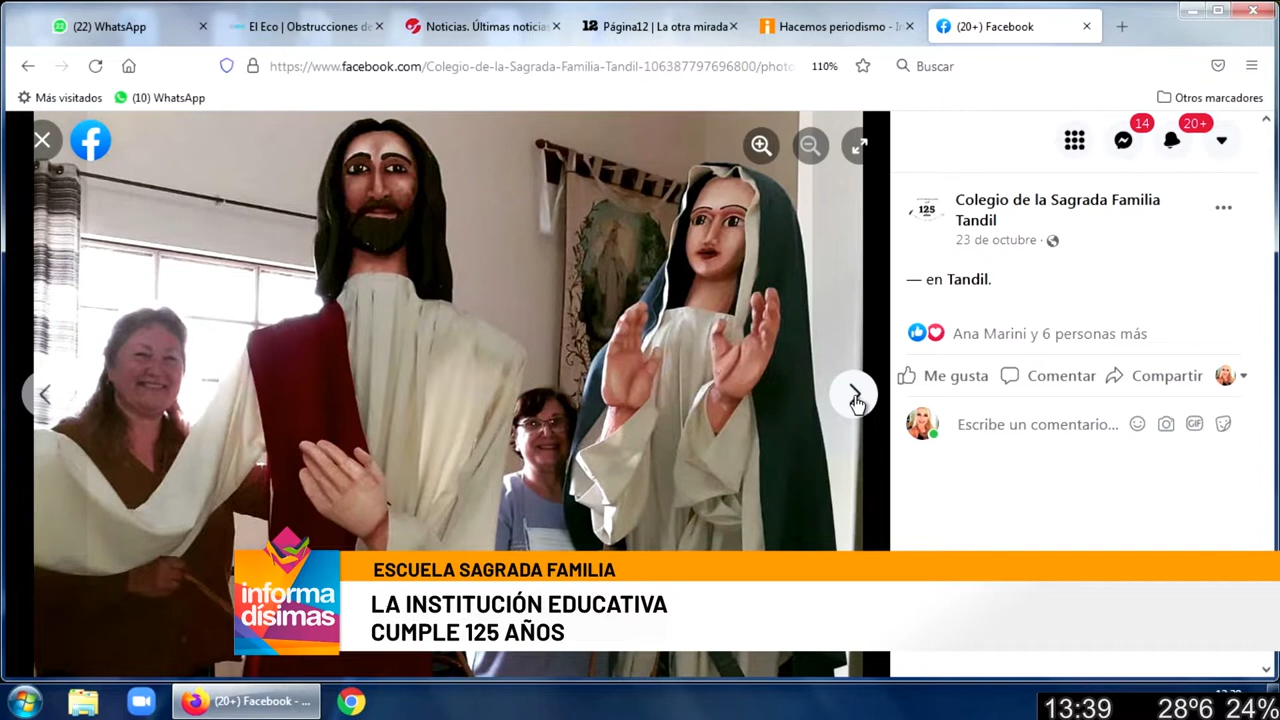 (22) WhatsApp
El Eco | Obstrucciones de
Noticias. Últimas noticia
12 Página12 | La otra mirada
Hacemos periodismo - I
(20+) Facebook
https://www.facebook.com/Colegio-de-la-Sagrada-Familia-Tandil-106387797696800/photo
110%
Buscar
Más visitados
(10) WhatsApp
Otros marcadores
14
20+
125
Colegio de la Sagrada Familia
Tandil
23 de octubre
— en Tandil.
Ana Marini y 6 personas más
Me gusta
Comentar
Compartir
Escribe un comentario...
GIF
ESCUELA SAGRADA FAMILIA
informa
dísimas
LA INSTITUCIÓN EDUCATIVA
CUMPLE 125 AÑOS
(20+) Facebook - ...
13:39 28º6 24%